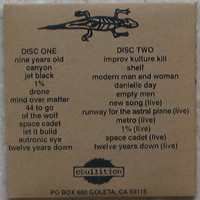 DISC ONE
nine years old
canyon
jet black
1%
drone
mind over matter
44 to go
of the wolf
space cadet
let it build
autronic eye
twelve years down
DISC TWO
improv kulture kill
shelf
modern man and woman
danielle day
empty men
new song (live)
runway for the astral plane (live)
metro (live)
1% (live)
space cadet (live)
twelve years down (live)
ebullition
PO BOX 680 GOLETA, CA 93116